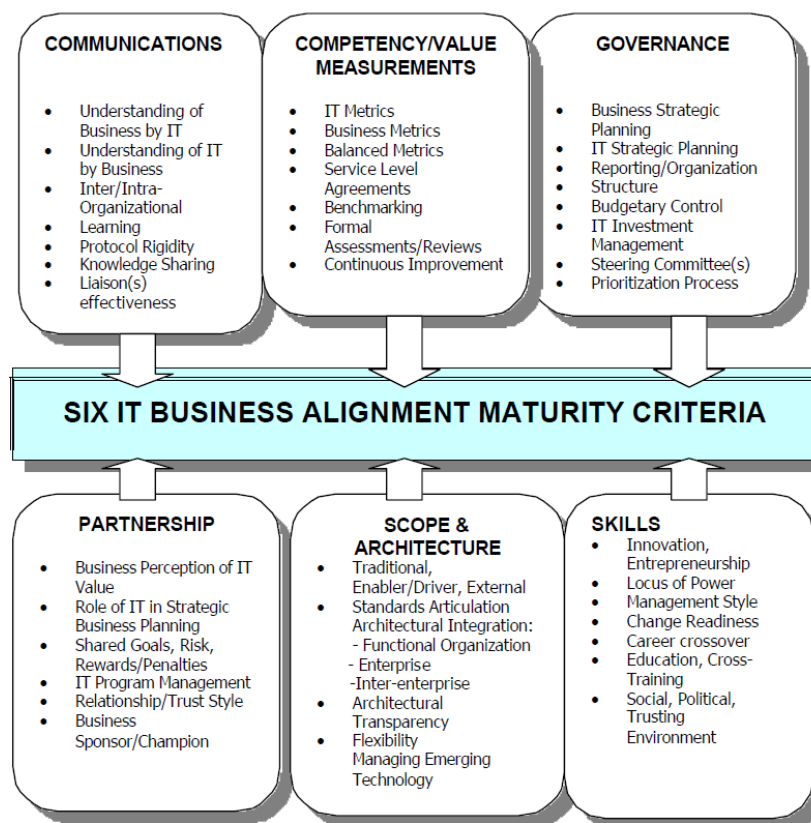 COMMUNICATIONS
• Understanding of
Business by IT
• Understanding of IT
by Business
• Inter/Intra-
Organizational
• Learning
• Protocol Rigidity
• Knowledge Sharing
• Liaison(s)
effectiveness
COMPETENCY/VALUE
MEASUREMENTS
• IT Metrics
• Business Metrics
• Balanced Metrics
• Service Level
Agreements
• Benchmarking
• Formal
Assessments/Reviews
• Continuous Improvement
GOVERNANCE
• Business Strategic
Planning
• IT Strategic Planning
• Reporting/Organization
• Structure
• Budgetary Control
• IT Investment
Management
• Steering Committee(s)
• Prioritization Process
SIX IT BUSINESS ALIGNMENT MATURITY CRITERIA
PARTNERSHIP
• Business Perception of IT
Value
• Role of IT in Strategic
Business Planning
• Shared Goals, Risk,
Rewards/Penalties
• IT Program Management
• Relationship/Trust Style
• Business
Sponsor/Champion
SCOPE &
ARCHITECTURE
• Traditional,
Enabler/Driver, External
• Standards Articulation
Architectural Integration:
- Functional Organization
- Enterprise
-Inter-enterprise
• Architectural
Transparency
• Flexibility
Managing Emerging
Technology
SKILLS
• Innovation,
Entrepreneurship
• Locus of Power
• Management Style
• Change Readiness
• Career crossover
• Education, Cross-
Training
• Social, Political,
Trusting
Environment